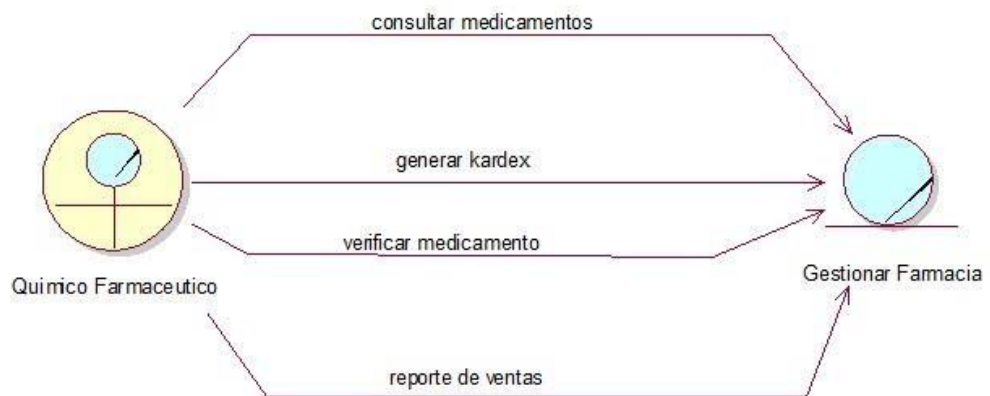 consultar medicamentos
generar kardex
verificar medicamento
Quimico Farmaceutico
Gestionar Farmacia
reporte de ventas